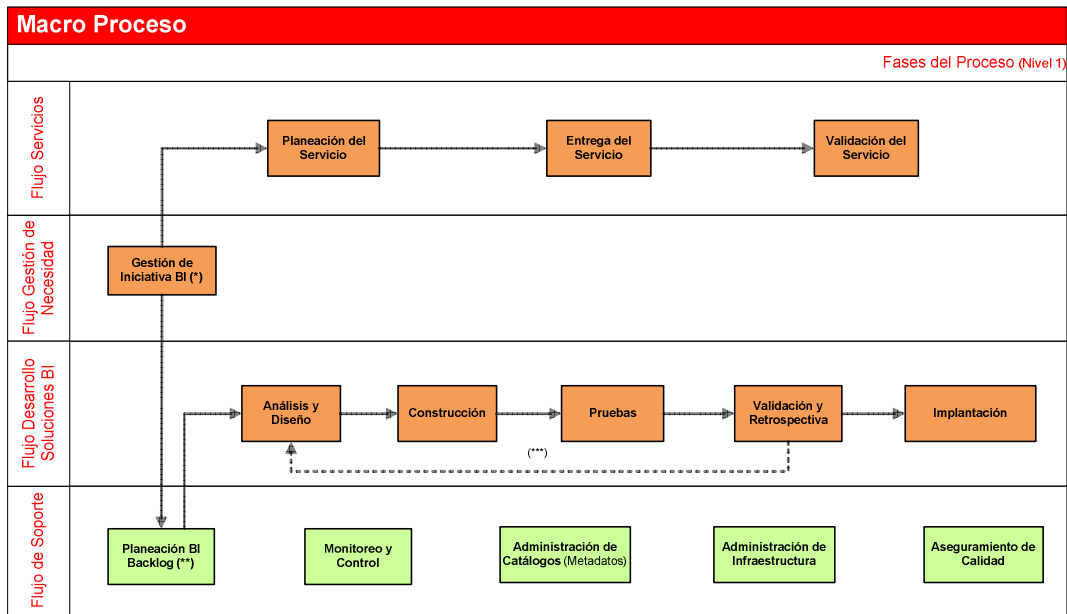 Macro Proceso
Fases del Proceso (Nivel 1)
Flujo Servicios
Planeación del
Servicio
Entrega del
Servicio
Validación del
Servicio
Flujo Gestión de
Necesidad
Gestión de
Iniciativa BI (*)
Flujo Desarrollo
Soluciones BI
Análisis y
Diseño
Construcción
Pruebas
Validación y
Retrospectiva
Implantación
(***)
Flujo de Soporte
Planeación BI
Backlog (**)
Monitoreo y
Control
Administración de
Catálogos (Metadatos)
Administración de
Infraestructura
Aseguramiento de
Calidad